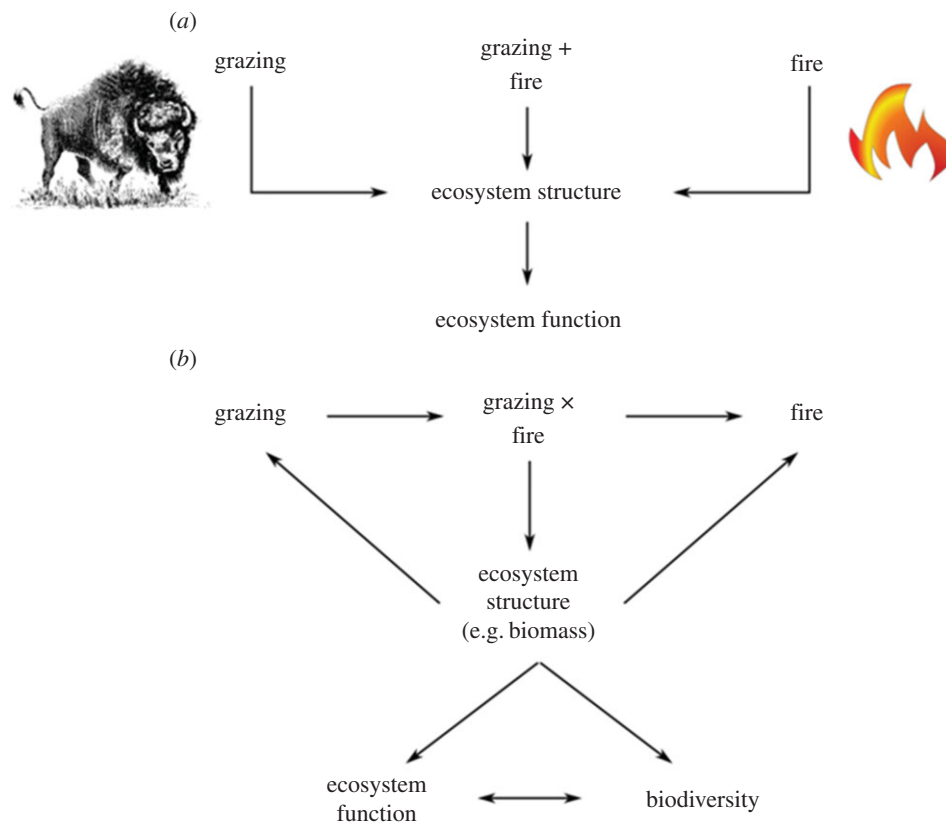 (a)
grazing
grazing +
fire
fire
ecosystem structure
ecosystem function
(b)
grazing
grazing ×
fire
fire
ecosystem
structure
(e.g. biomass)
ecosystem
function
biodiversity